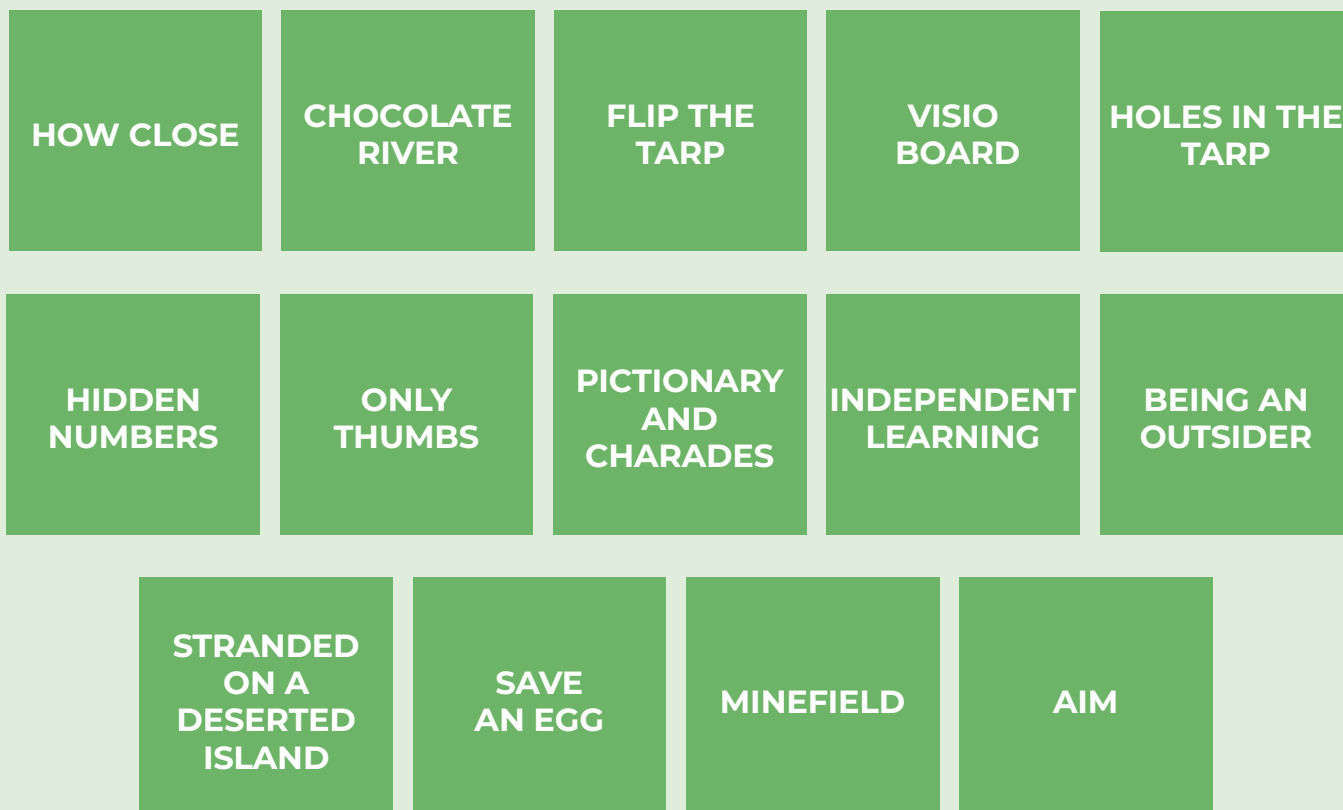 HOW CLOSE
CHOCOLATE
RIVER
FLIP THE
TARP
VISIO
BOARD
HOLES IN THE
TARP
HIDDEN
NUMBERS
ONLY
THUMBS
PICTIONARY
AND
CHARADES
INDEPENDENT
LEARNING
BEING AN
OUTSIDER
STRANDED
ON A
DESERTED
ISLAND
SAVE
AN EGG
MINEFIELD
AIM